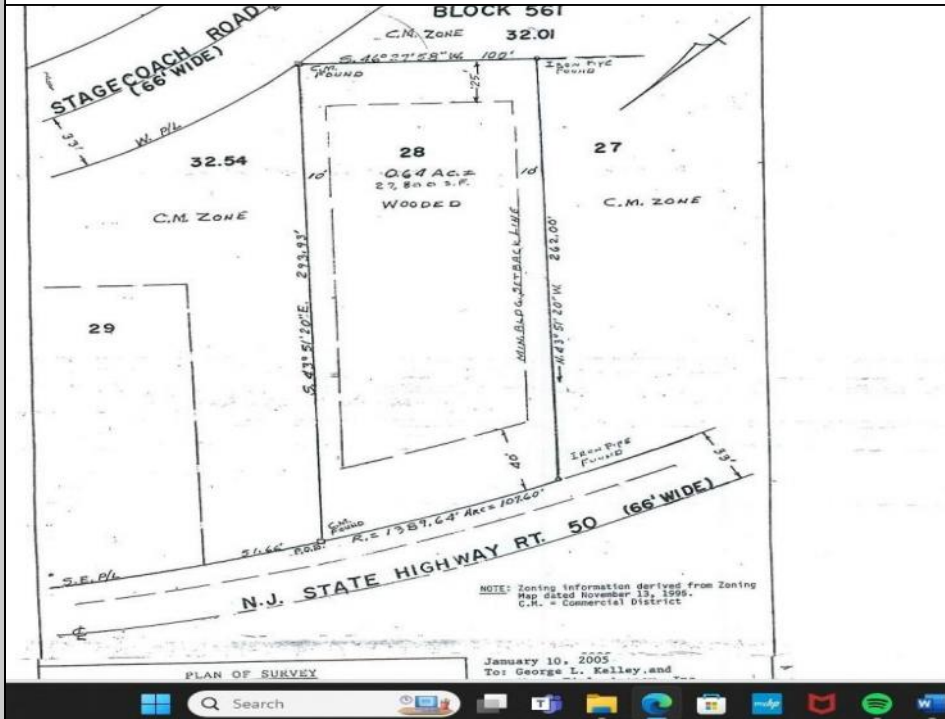 BLOCK 561
C.M. ZONE 32.01
STAGECOACH ROAD
(66' WIDE)
S. 46° 27' 58" W. 100'
C.M. FOUND
IRON PIPE FOUND
25'
33'
W. P/L
32.54
C.M. ZONE
28
0.64 AC.±
27,800 S.F.
WOODED
10'
10'
27
C.M. ZONE
MIN. BLDG. SETBACK LINE
S. 43° 51' 20" E. 293.93'
N. 43° 51' 20" W. 262.00'
29
40'
IRON PIPE FOUND
33'
C.M. FOUND
51.66' P.O.B.
R.= 1389.64' ARC= 107.60'
S.E. P/L
N.J. STATE HIGHWAY RT. 50 (66' WIDE)
NOTE: Zoning information derived from Zoning
Map dated November 13, 1995.
C.M. = Commercial District
PLAN OF SURVEY
January 10, 2005
To: George L. Kelley, and
Search